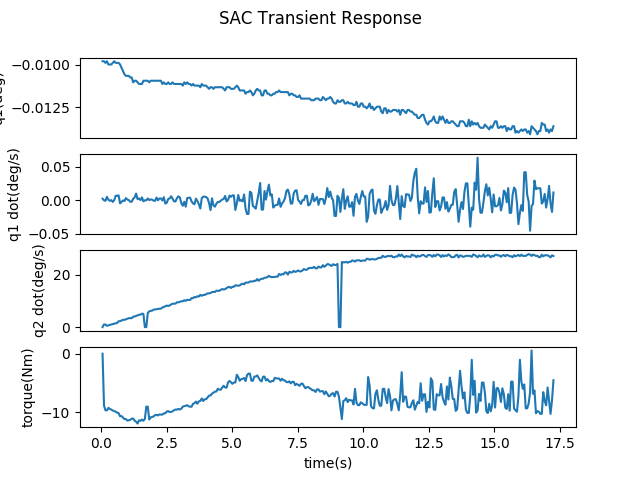 SAC Transient Response
q1(deg)
−0.0100
−0.0125
q1 dot(deg/s)
0.05
0.00
−0.05
q2 dot(deg/s)
20
0
torque(Nm)
0
−10
0.0 2.5 5.0 7.5 10.0 12.5 15.0 17.5
time(s)